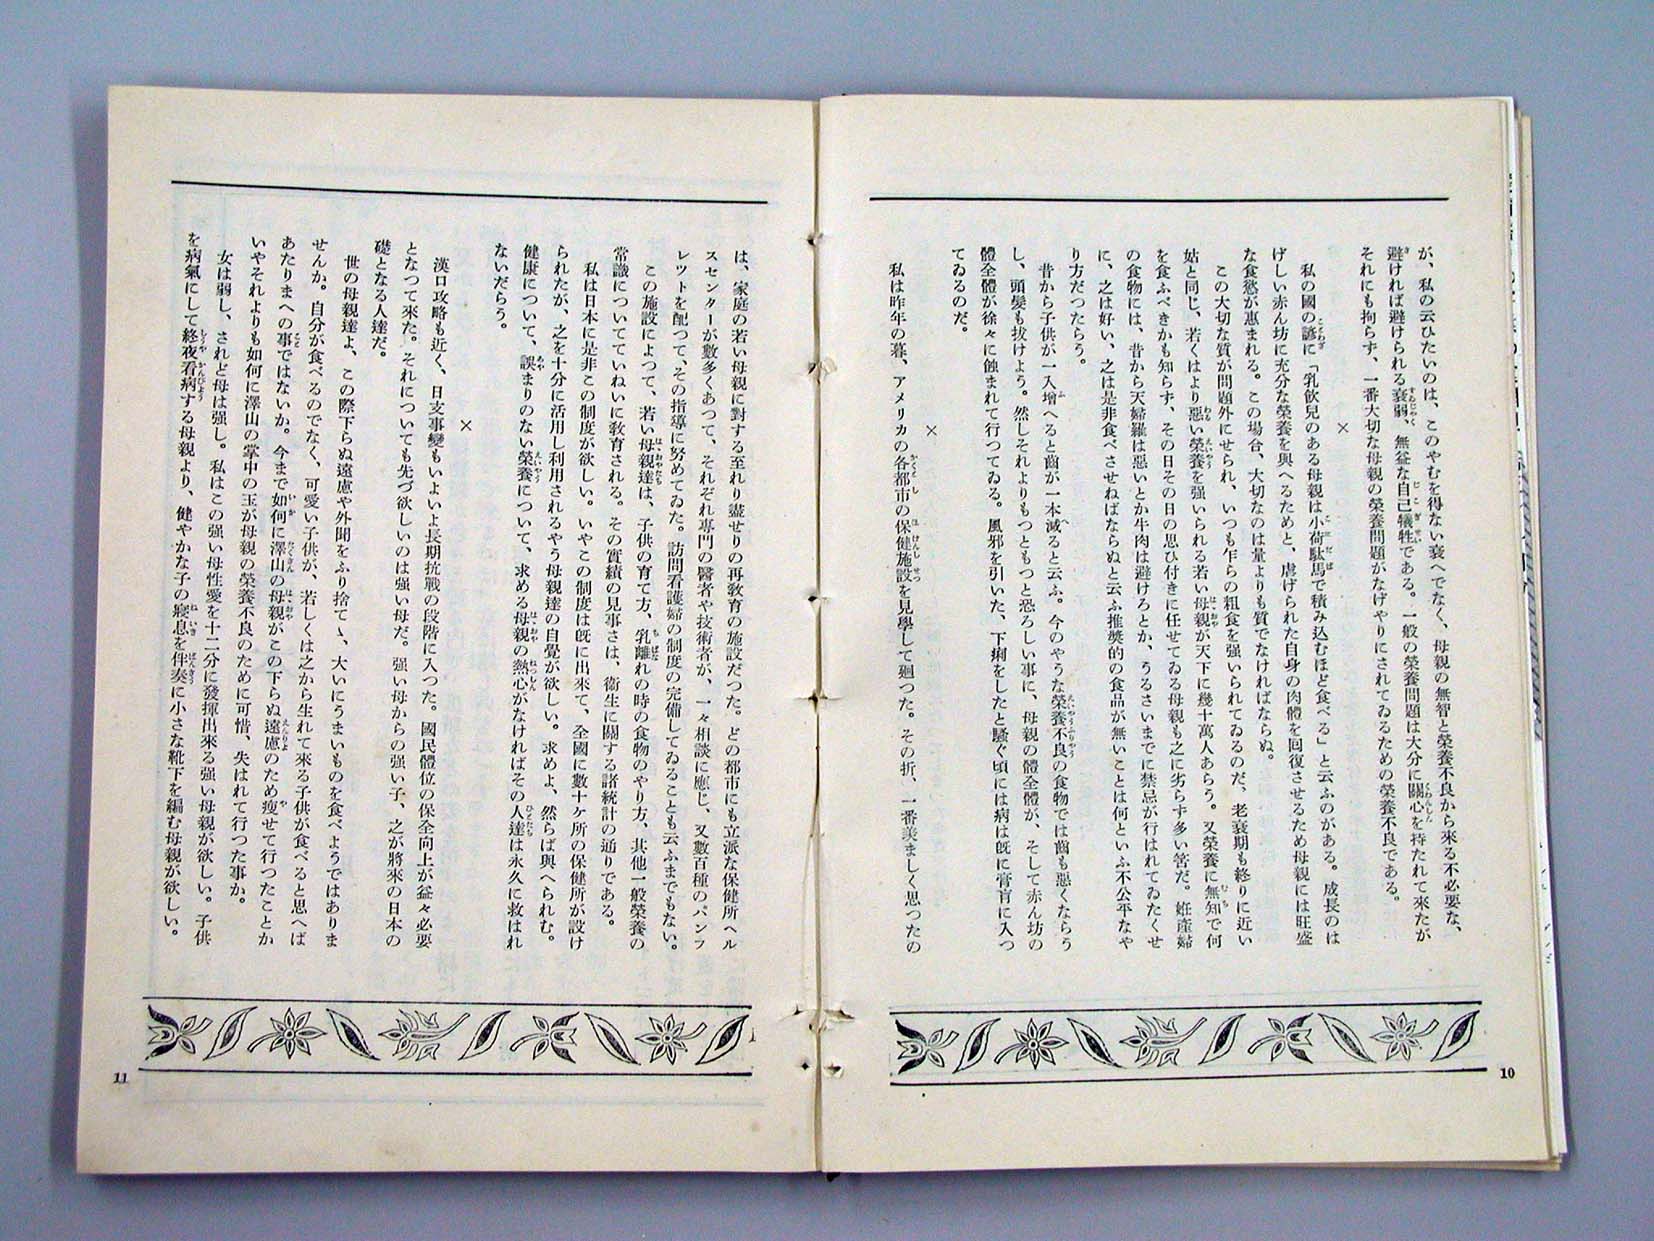 が、私の云ひたいのは、このやむを得ない衰へでなく、母親の無智と榮養不良から來る不必要な、
避ければ避けられる衰弱、無益な自己犠牲である。一般の榮養問題は大分に關心を持たれて來たが
それにも拘らず、一番大切な母親の榮養問題がなげやりにされてゐるための榮養不良である。
×
私の國の諺に「乳飮兒のある母親は小荷駄馬で積み込むほど食べる」と云ふのがある。成長のは
げしい赤ん坊に充分な榮養を與へるためと、虐げられた自身の肉體を回復させるため母親には旺盛
な食慾が惠まれる。この場合、大切なのは量よりも質でなければならぬ。
この大切な質が問題外にせられ、いつも乍らの粗食を强いられてゐるのだ、老衰期も終りに近い
姑と同じ、若くはより惡い榮養を强いられる若い母親が天下に幾十萬人あらう。又榮養に無知で何
を食ふべきかも知らず、その日その日の思ひ付きに任せてゐる母親も之に劣らず多い筈だ。姙產婦
の食物には、昔から天婦羅は惡いとか牛肉は避けろとか、うるさいまでに禁忌が行はれてゐたくせ
に、之は好い、之は是非食べさせねばならぬと云ふ推奬的の食品が無いことは何といふ不公平なや
り方だつたらう。
昔から子供が一人增へると齒が一本減ると云ふ。今のやうな榮養不良の食物では齒も惡くならう
し、頭髮も拔けよう。然しそれよりもつともつと恐ろしい事に、母親の體全體が、そして赤ん坊の
體全體が徐々に蝕まれて行つてゐる。風邪を引いた、下痢をしたと騷ぐ頃には病は旣に膏肓に入つ
てゐるのだ。
×
私は昨年の暮、アメリカの各都市の保健施設を見學して廻つた。その折、一番羨ましく思つたの
10
は、家庭の若い母親に對する至れり盡せりの再敎育の施設だつた。どの都市にも立派な保健所ヘル
スセンターが數多くあつて、それぞれ專門の醫者や技術者が、一々相談に應じ、又數百種のパンフ
レツトを配つて、その指導に努めてゐた。訪問看護婦の制度の完備してゐることも云ふまでもない。
この施設によつて、若い母親達は、子供の育て方、乳離れの時の食物のやり方、其他一般榮養の
常識についてていねいに敎育される。その實績の見事さは、衞生に關する諸統計の通りである。
私は日本に是非この制度が欲しい。いやこの制度は旣に出來て、全國に數十ケ所の保健所が設け
られたが、之を十分に活用し利用されるやう母親達の自覺が欲しい。求めよ、然らば與へられむ。
健康について、誤まりのない榮養について、求める母親の熱心がなければその人達は永久に救はれ
ないだらう。
×
漢口攻略も近く、日支事變もいよいよ長期抗戰の段階に入つた。國民體位の保全向上が益々必要
となつて來た。それについても先づ欲しいのは强い母だ。强い母からの强い子、之が將來の日本の
礎となる人達だ。
世の母親達よ、この際下らぬ遠慮や外聞をふり捨てゝ、大いにうまいものを食べようではありま
せんか。自分が食べるのでなく、可愛い子供が、若しくは之から生れて來る子供が食べると思へば
あたりまへの事ではないか。今まで如何に澤山の母親がこの下らぬ遠慮のため瘦せて行つたことか
いやそれよりも如何に澤山の掌中の玉が母親の榮養不良のために可惜、失はれて行つた事か。
女は弱し、されど母は强し。私はこの强い母性愛を十二分に發揮出來る强い母親が欲しい。子供
を病氣にして終夜看病する母親より、健やかな子の寢息を伴奏に小さな靴下を編む母親が欲しい。
11